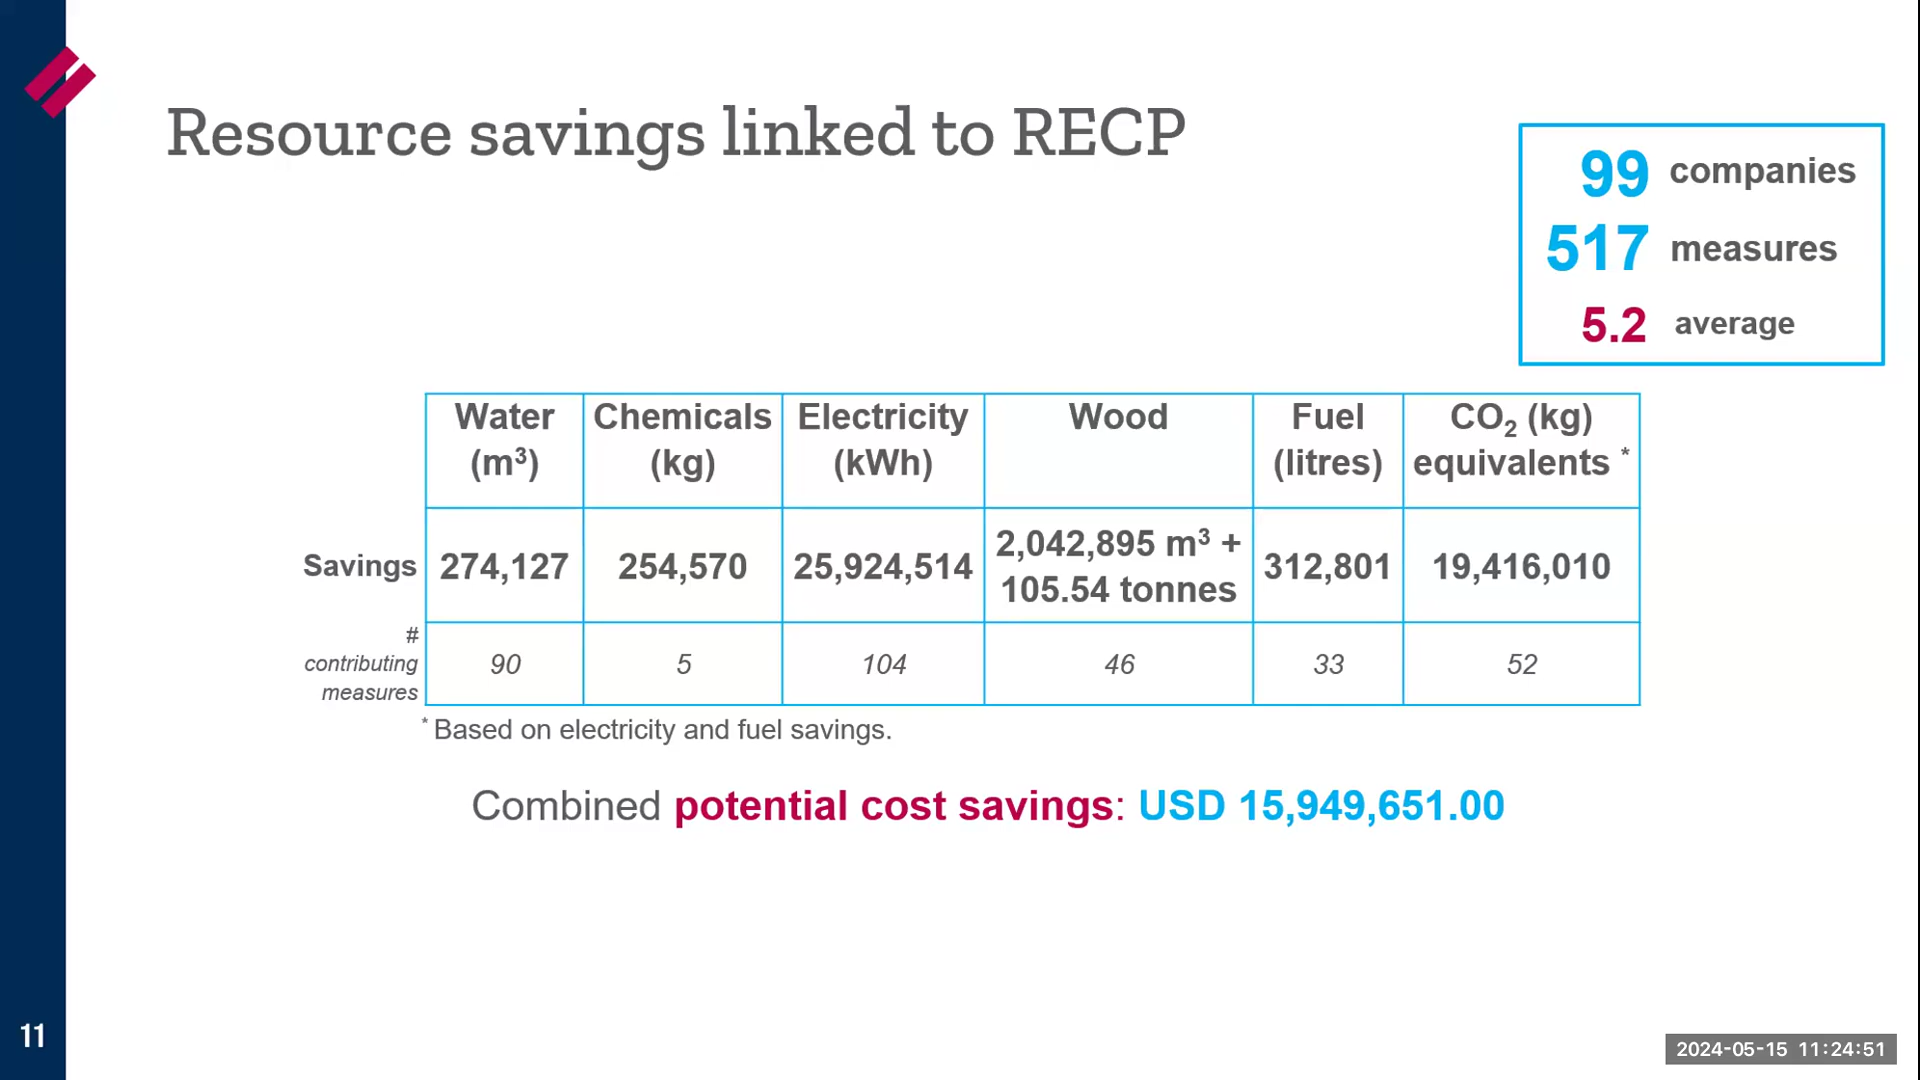 Resource savings linked to RECP
99 companies
517 measures
5.2 average
Water (m³) Chemicals (kg) Electricity (kWh) Wood Fuel (litres) CO₂ (kg) equivalents *
Savings 274,127 254,570 25,924,514 2,042,895 m³ + 105.54 tonnes 312,801 19,416,010
# contributing measures 90 5 104 46 33 52
* Based on electricity and fuel savings.
Combined potential cost savings: USD 15,949,651.00
11
2024-05-15 11:24:51